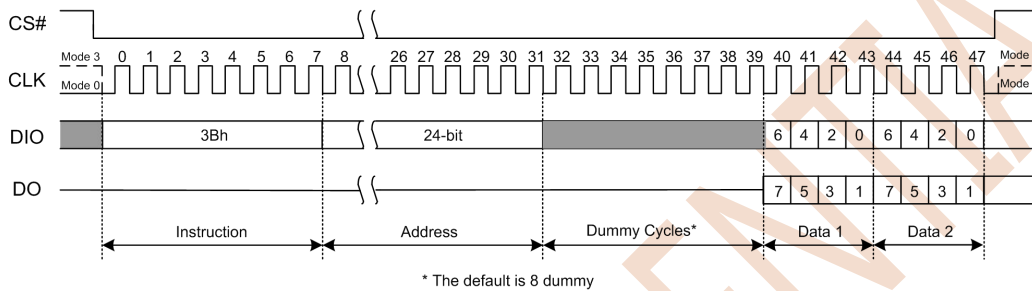 CS#
Mode 3 0 1 2 3 4 5 6 7 8 26 27 28 29 30 31 32 33 34 35 36 37 38 39 40 41 42 43 44 45 46 47 Mode
CLK
Mode 0 Mode
DIO 3Bh 24-bit 6 4 2 0 6 4 2 0
DO 7 5 3 1 7 5 3 1
Instruction Address Dummy Cycles* Data 1 Data 2
* The default is 8 dummy